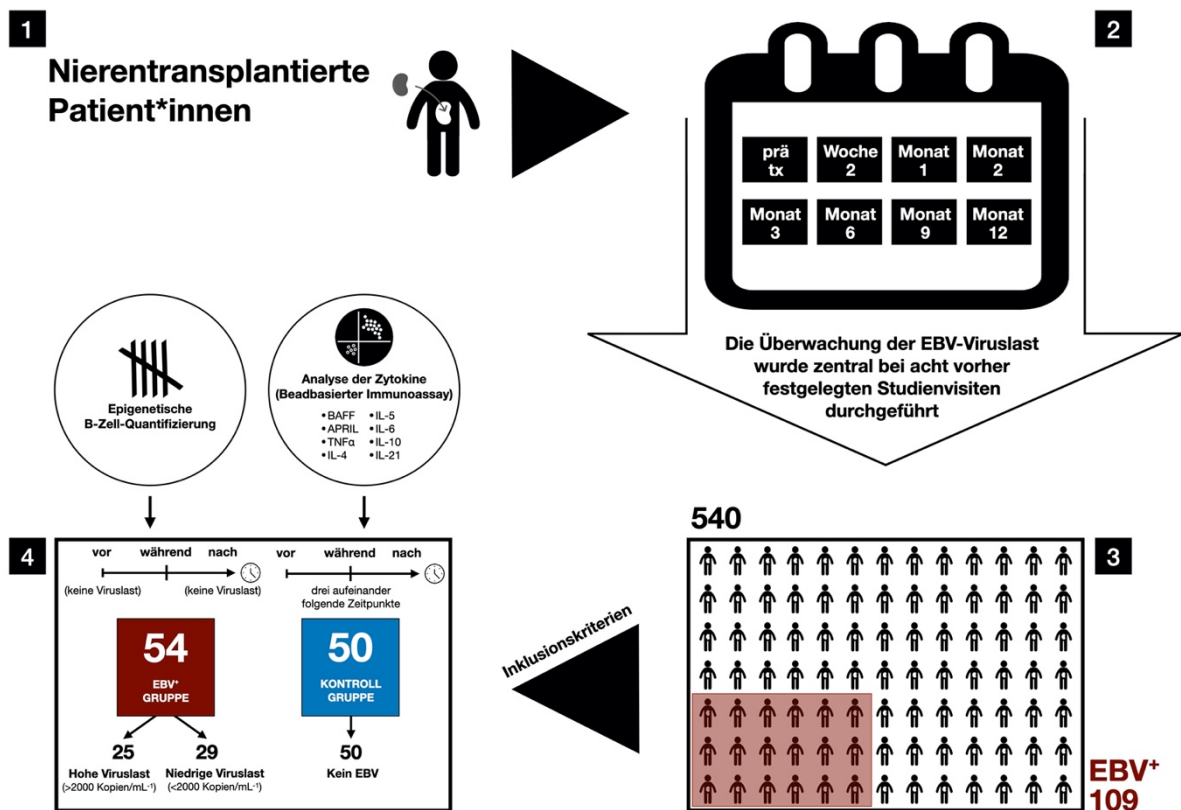 1
Nierentransplantierte
Patient*innen
2
prä
tx
Woche
2
Monat
1
Monat
2
Monat
3
Monat
6
Monat
9
Monat
12
Die Überwachung der EBV-Viruslast
wurde zentral bei acht vorher
festgelegten Studienvisiten
durchgeführt
3
540
EBV⁺
109
Inklusionskriterien
Epigenetische
B-Zell-Quantifizierung
Analyse der Zytokine
(Beadbasierter Immunoassay)
• BAFF • IL-5
• APRIL • IL-6
• TNFα • IL-10
• IL-4 • IL-21
4
vor während nach
(keine Viruslast) (keine Viruslast)
54
EBV⁺
GRUPPE
25
Hohe Viruslast
(>2000 Kopien/mL⁻¹)
29
Niedrige Viruslast
(<2000 Kopien/mL⁻¹)
vor während nach
drei aufeinander
folgende Zeitpunkte
50
KONTROLL
GRUPPE
50
Kein EBV